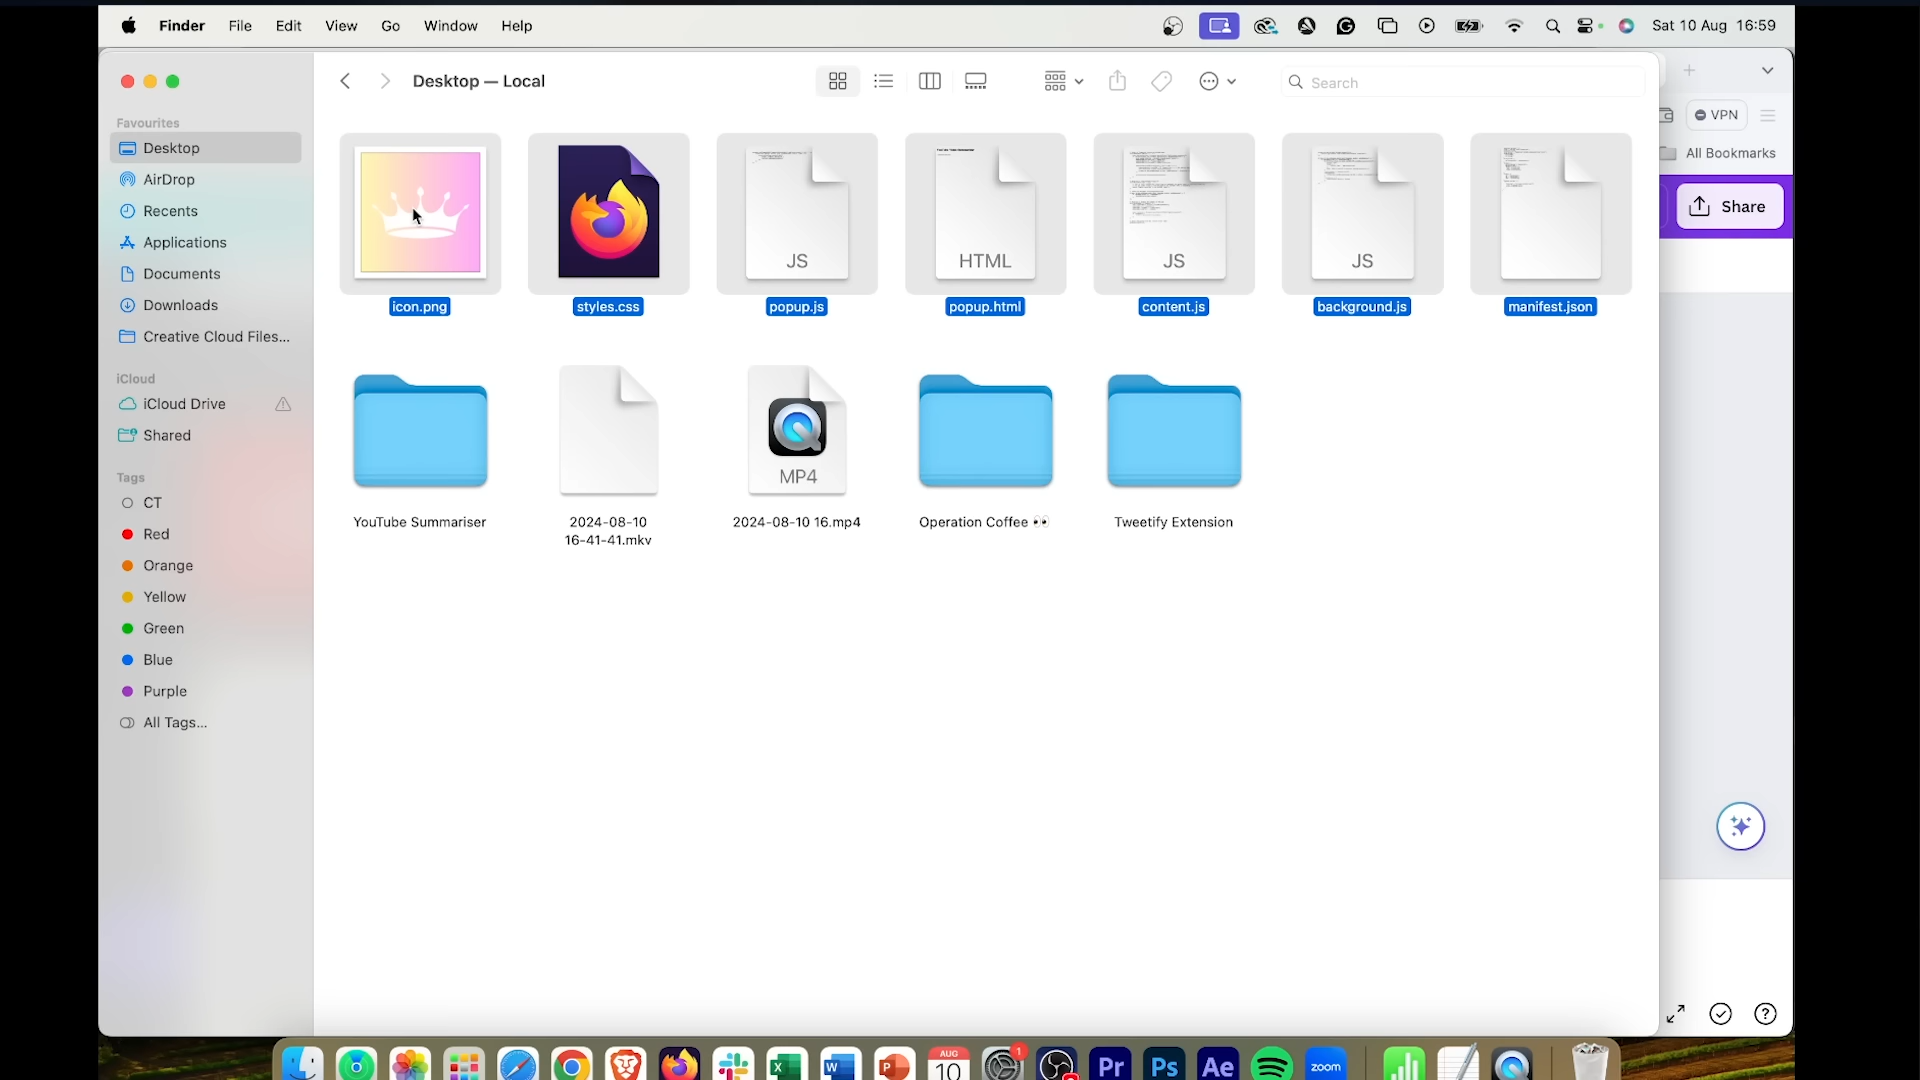 Finder File Edit View Go Window Help Sat 10 Aug 16:59
Desktop — Local
Search
VPN
All Bookmarks
Share
Favourites
Desktop
AirDrop
Recents
Applications
Documents
Downloads
Creative Cloud Files...
iCloud
iCloud Drive
Shared
Tags
CT
Red
Orange
Yellow
Green
Blue
Purple
All Tags...
JS HTML JS JS
icon.png styles.css popup.js popup.html content.js background.js manifest.json
MP4
YouTube Summariser 2024-08-10 2024-08-10 16.mp4 Operation Coffee 👀 Tweetify Extension
16-41-41.mkv
AUG 1
10 Pr Ps Ae zoom
X W P